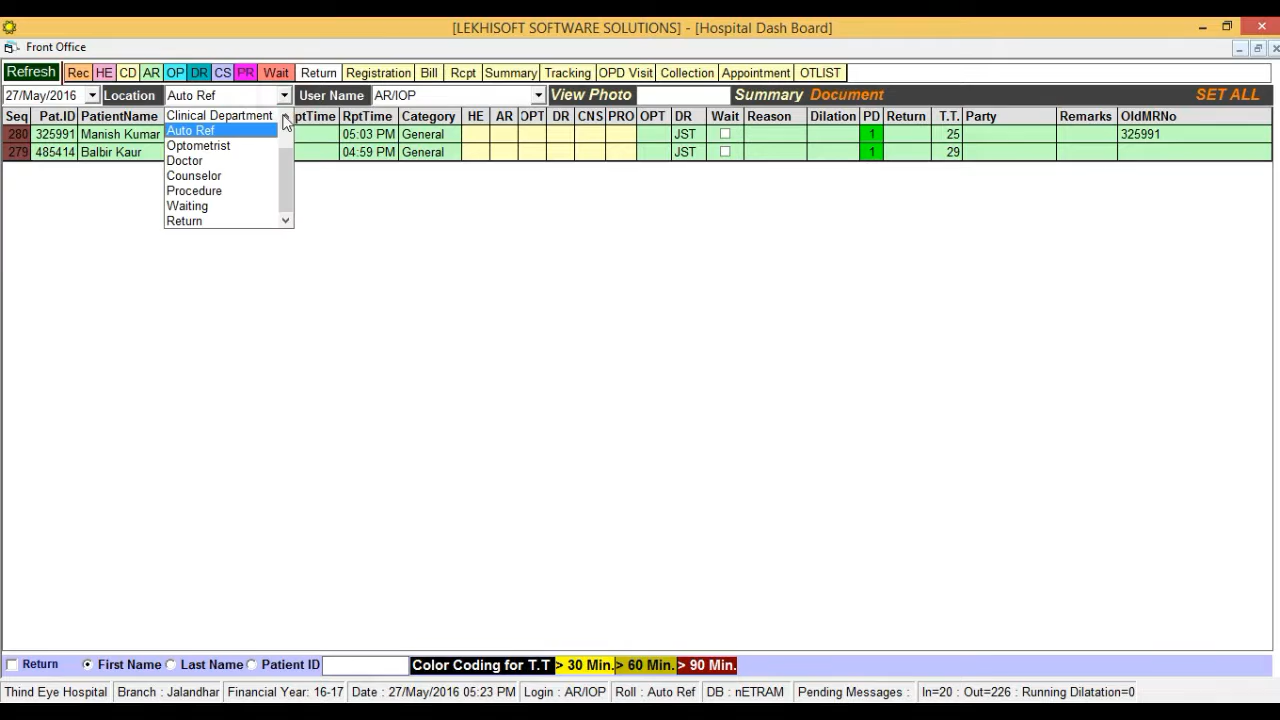 [LEKHISOFT SOFTWARE SOLUTIONS] - [Hospital Dash Board]
Front Office
Refresh Rec HE CD AR OP DR CS PR Wait Return Registration Bill Rcpt Summary Tracking OPD Visit Collection Appointment OTLIST
27/May/2016 Location Auto Ref User Name AR/IOP View Photo Summary Document SET ALL
Seq Pat.ID PatientName Clinical Department ptTime RptTime Category HE AR OPT DR CNS PRO OPT DR Wait Reason Dilation PD Return T.T. Party Remarks OldMRNo
280 325991 Manish Kumar Auto Ref 05:03 PM General JST 1 25 325991
279 485414 Balbir Kaur Optometrist 04:59 PM General JST 1 29
Doctor
Counselor
Procedure
Waiting
Return
Return First Name Last Name Patient ID Color Coding for T.T > 30 Min. > 60 Min. > 90 Min.
Thind Eye Hospital Branch : Jalandhar Financial Year: 16-17 Date : 27/May/2016 05:23 PM Login : AR/IOP Roll : Auto Ref DB : nETRAM Pending Messages : In=20 : Out=226 : Running Dilatation=0